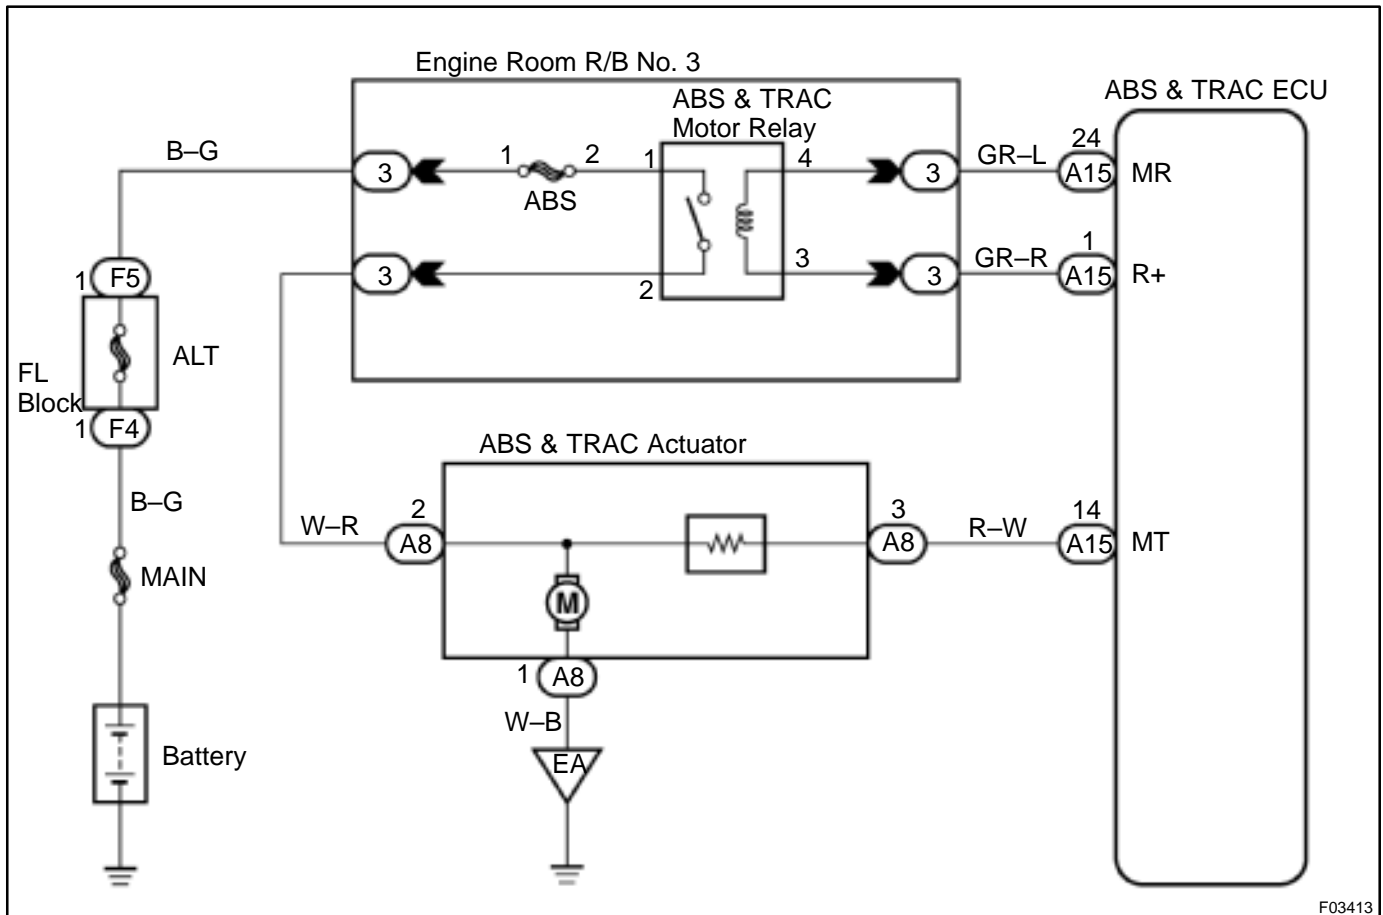 Engine Room R/B No. 3
ABS & TRAC
Motor Relay
ABS & TRAC ECU
B–G
3
1
2
ABS
1
4
3
GR–L
24
A15
MR
3
2
3
3
GR–R
1
A15
R+
1
F5
ALT
FL
Block
1
F4
B–G
MAIN
Battery
ABS & TRAC Actuator
W–R
2
A8
3
A8
R–W
14
A15
MT
M
1
A8
W–B
EA
F03413